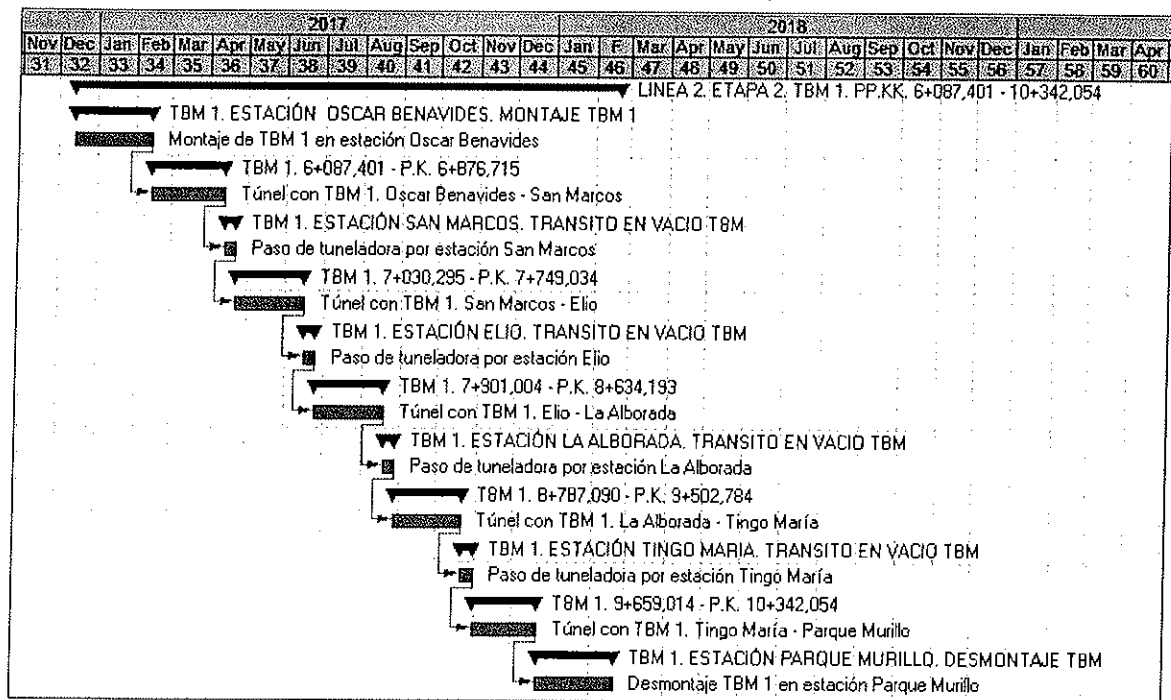 2017 2018
Nov Dec Jan Feb Mar Apr May Jun Jul Aug Sep Oct Nov Dec Jan F Mar Apr May Jun Jul Aug Sep Oct Nov Dec Jan Feb Mar Apr
31 32 33 34 35 36 37 38 39 40 41 42 43 44 45 46 47 48 49 50 51 52 53 54 55 56 57 58 59 60
LINEA 2. ETAPA 2. TBM 1. PP.KK. 6+087,401 - 10+342,054
TBM 1. ESTACIÓN OSCAR BENAVIDES. MONTAJE TBM 1
Montaje de TBM 1 en estación Oscar Benavides
TBM 1. 6+087,401 - P.K. 6+876,715
Túnel con TBM 1. Oscar Benavides - San Marcos
TBM 1. ESTACIÓN SAN MARCOS. TRANSITO EN VACIO TBM
Paso de tuneladora por estación San Marcos
TBM 1. 7+030,295 - P.K. 7+749,034
Túnel con TBM 1. San Marcos - Elio
TBM 1. ESTACIÓN ELIO. TRANSITO EN VACIO TBM
Paso de tuneladora por estación Elio
TBM 1. 7+901,004 - P.K. 8+634,193
Túnel con TBM 1. Elio - La Alborada
TBM 1. ESTACIÓN LA ALBORADA. TRANSITO EN VACIO TBM
Paso de tuneladora por estación La Alborada
TBM 1. 8+787,090 - P.K. 9+502,784
Túnel con TBM 1. La Alborada - Tingo María
TBM 1. ESTACIÓN TINGO MARIA. TRANSITO EN VACIO TBM
Paso de tuneladora por estación Tingo María
TBM 1. 9+659,014 - P.K. 10+342,054
Túnel con TBM 1. Tingo María - Parque Murillo
TBM 1. ESTACIÓN PARQUE MURILLO. DESMONTAJE TBM
Desmontaje TBM 1 en estación Parque Murillo